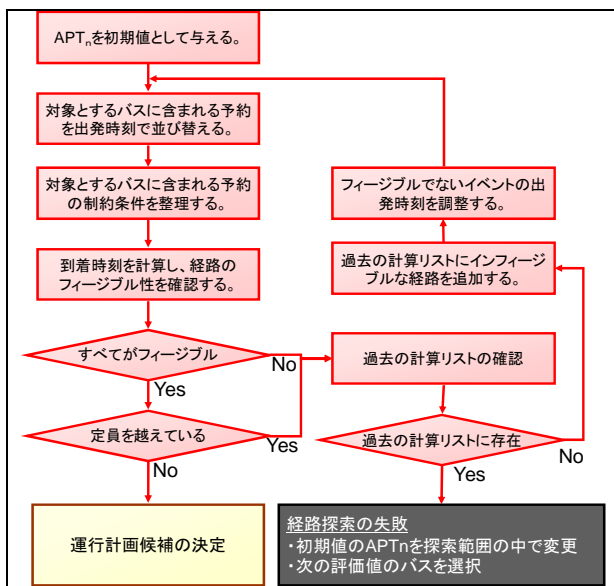 APTnを初期値として与える。
対象とするバスに含まれる予約
を出発時刻で並び替える。
対象とするバスに含まれる予約
の制約条件を整理する。
到着時刻を計算し、経路の
フィージブル性を確認する。
すべてがフィージブル
No
Yes
定員を越えている
Yes
No
運行計画候補の決定
フィージブルでないイベントの出
発時刻を調整する。
過去の計算リストにインフィージ
ブルな経路を追加する。
過去の計算リストの確認
過去の計算リストに存在
No
Yes
経路探索の失敗
・初期値のAPTnを探索範囲の中で変更
・次の評価値のバスを選択